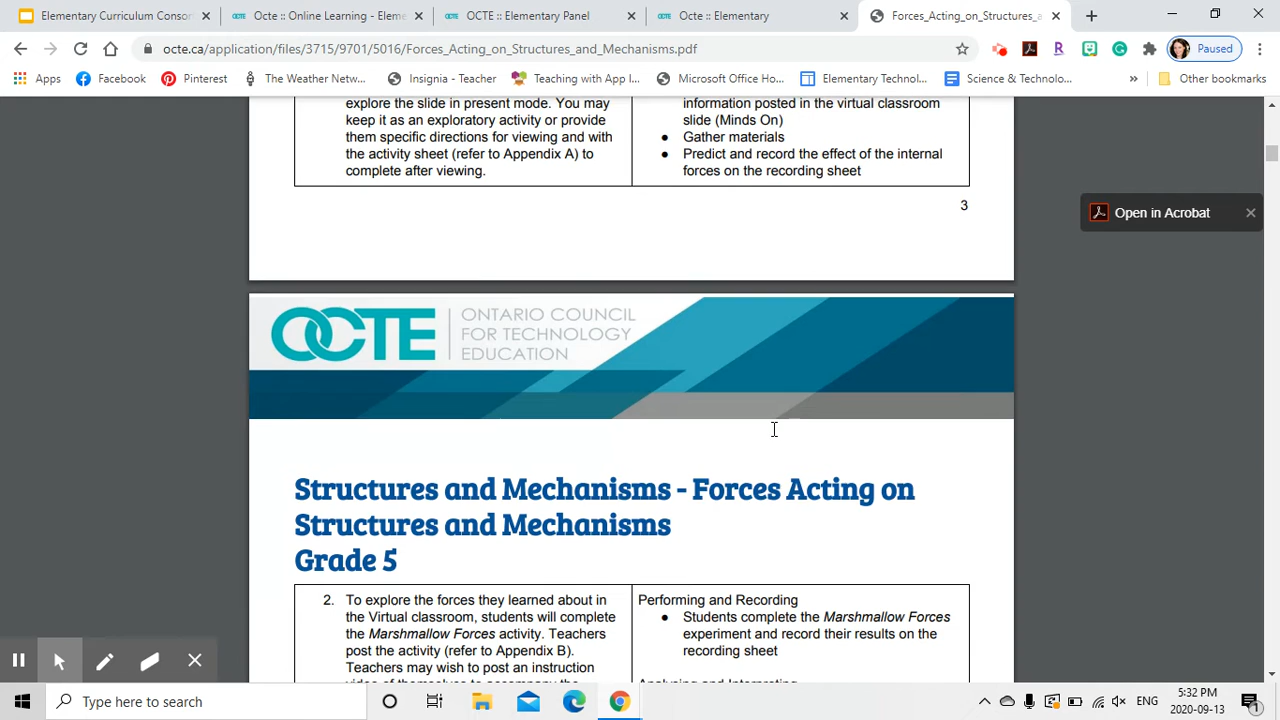 Elementary Curriculum Consor
Octe :: Online Learning - Eleme
OCTE :: Elementary Panel
Octe :: Elementary
Forces_Acting_on_Structures_a
octe.ca/application/files/3715/9701/5016/Forces_Acting_on_Structures_and_Mechanisms.pdf
Paused
Apps
Facebook
Pinterest
The Weather Netw...
Insignia - Teacher
Teaching with App I...
Microsoft Office Ho...
Elementary Technol...
Science & Technolo...
»
Other bookmarks
explore the slide in present mode. You may
keep it as an exploratory activity or provide
them specific directions for viewing and with
the activity sheet (refer to Appendix A) to
complete after viewing.
information posted in the virtual classroom
slide (Minds On)
● Gather materials
● Predict and record the effect of the internal
forces on the recording sheet
3
Open in Acrobat
OCTE
ONTARIO COUNCIL
FOR TECHNOLOGY
EDUCATION
Structures and Mechanisms - Forces Acting on
Structures and Mechanisms
Grade 5
2. To explore the forces they learned about in
the Virtual classroom, students will complete
the Marshmallow Forces activity. Teachers
post the activity (refer to Appendix B).
Teachers may wish to post an instruction
video of themselves to accompany the
Performing and Recording
● Students complete the Marshmallow Forces
experiment and record their results on the
recording sheet
Analysing and Interpreting
Type here to search
ENG
5:32 PM
2020-09-13